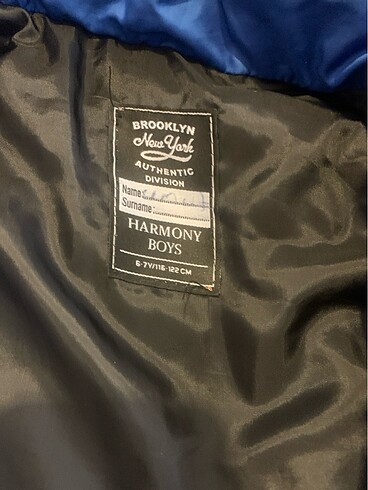 BROOKLYN
New York
AUTHENTIC
DIVISION
Name:
Surname:
HARMONY
BOYS
6-7Y/116-122 CM